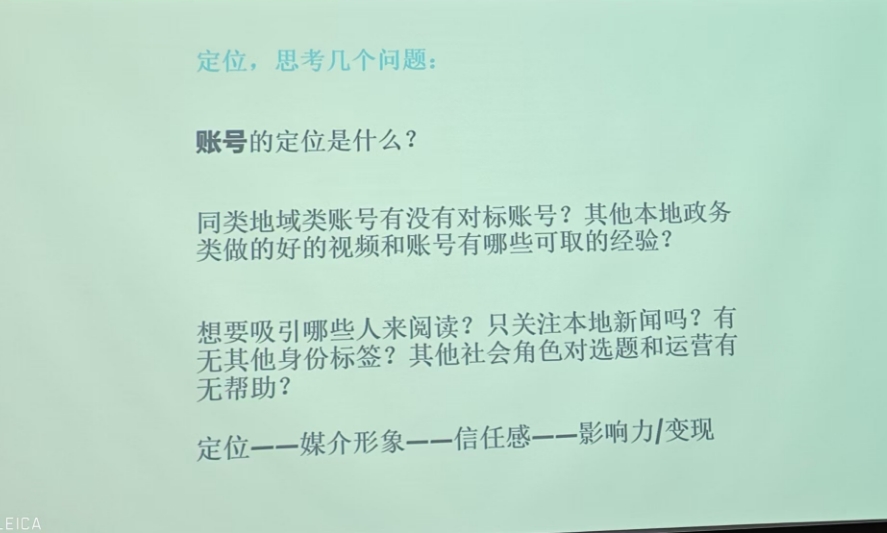 定位，思考几个问题：
账号的定位是什么？
同类地域类账号有没有对标账号？其他本地政务
类做的好的视频和账号有哪些可取的经验？
想要吸引哪些人来阅读？只关注本地新闻吗？有
无其他身份标签？其他社会角色对选题和运营有
无帮助？
定位——媒介形象——信任感——影响力/变现
LEICA